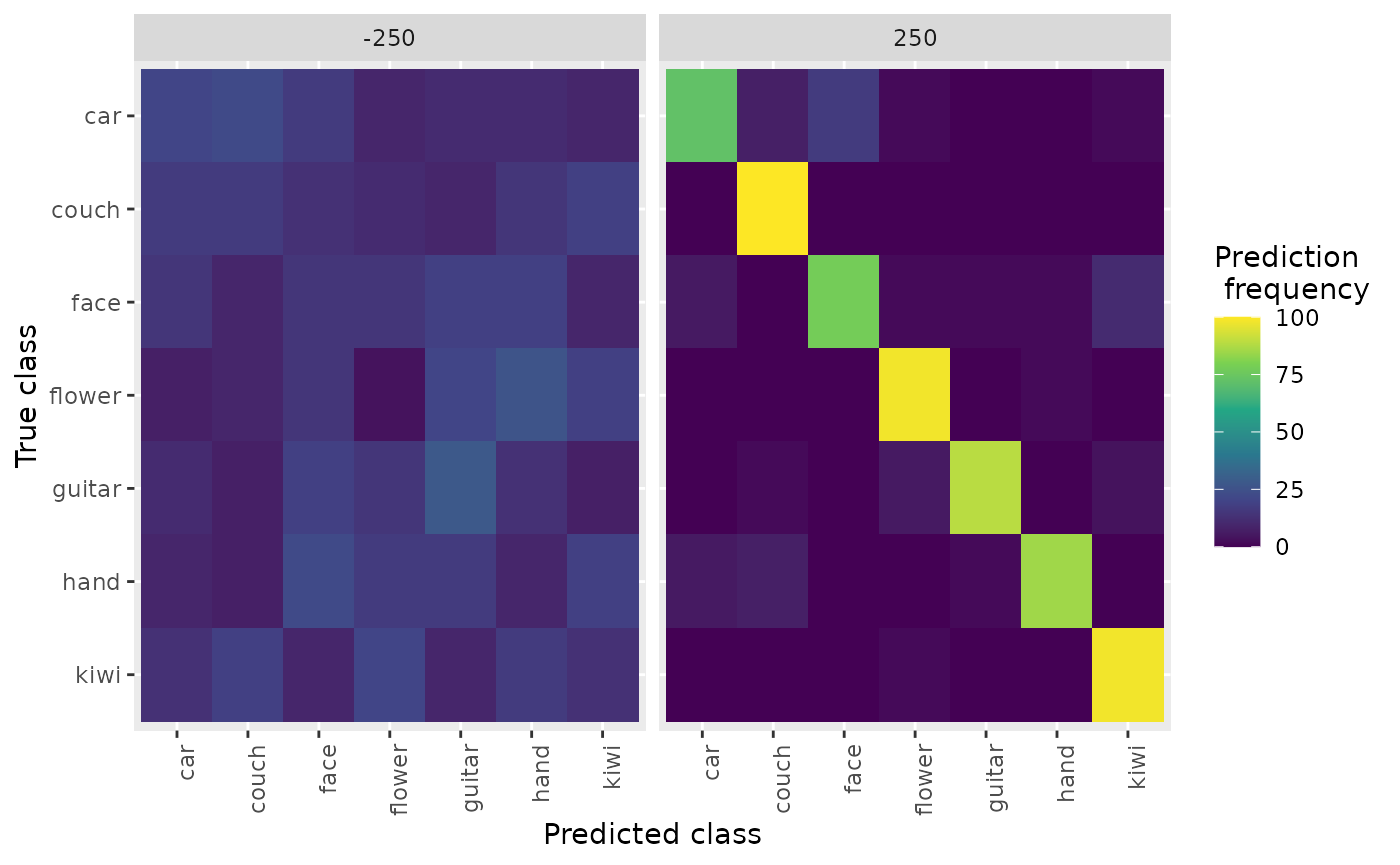 -250
250
True class
car
couch
face
flower
guitar
hand
kiwi
car
couch
face
flower
guitar
hand
kiwi
car
couch
face
flower
guitar
hand
kiwi
Predicted class
Prediction
frequency
100
75
50
25
0